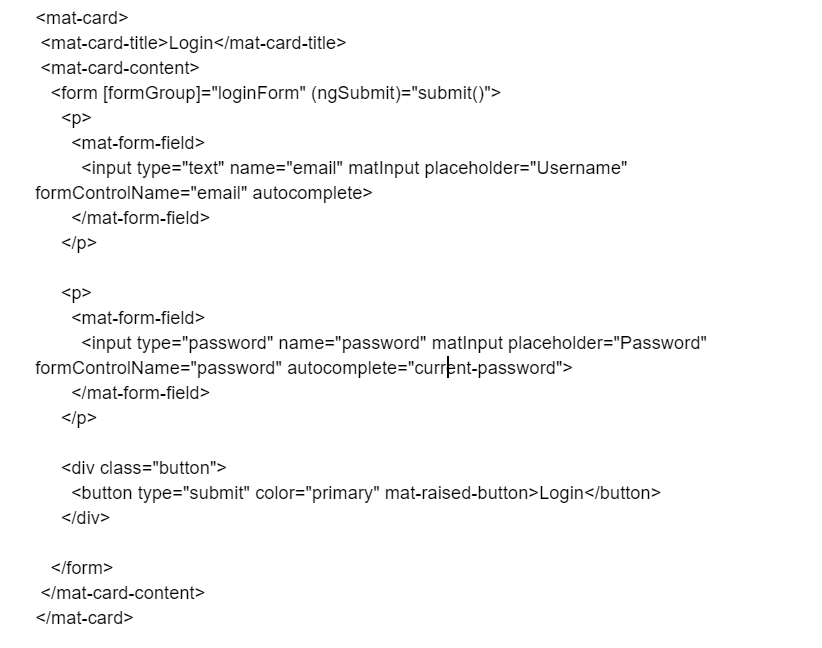 <mat-card>
<mat-card-title>Login</mat-card-title>
<mat-card-content>
<form [formGroup]="loginForm" (ngSubmit)="submit()">
<p>
<mat-form-field>
<input type="text" name="email" matInput placeholder="Username"
formControlName="email" autocomplete>
</mat-form-field>
</p>
<p>
<mat-form-field>
<input type="password" name="password" matInput placeholder="Password"
formControlName="password" autocomplete="current-password">
</mat-form-field>
</p>
<div class="button">
<button type="submit" color="primary" mat-raised-button>Login</button>
</div>
</form>
</mat-card-content>
</mat-card>